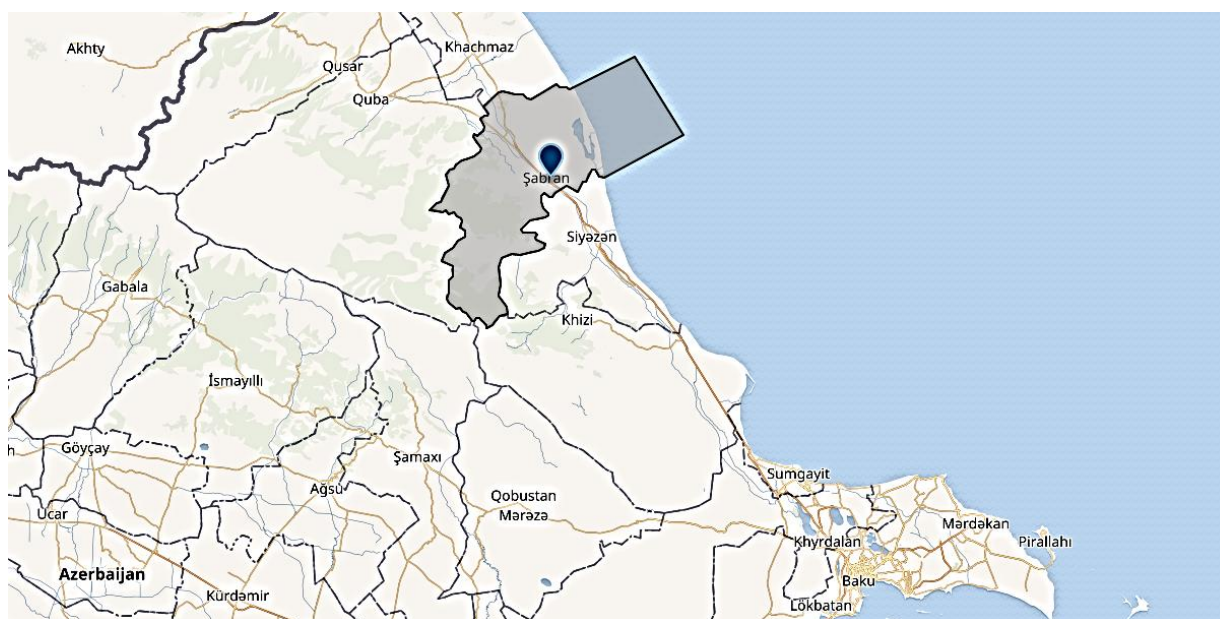 Akhty
Khachmaz
Qusar
Quba
Şabran
Siyəzən
Gabala
Khizi
İsmayıllı
h
Göyçay
Şamaxı
Sumgayit
Ağsu
Qobustan
Mərəzə
Ucar
Mərdəkan
Khyrdalan
Pirallahı
Azerbaijan
Baku
Kürdəmir
Lökbatan